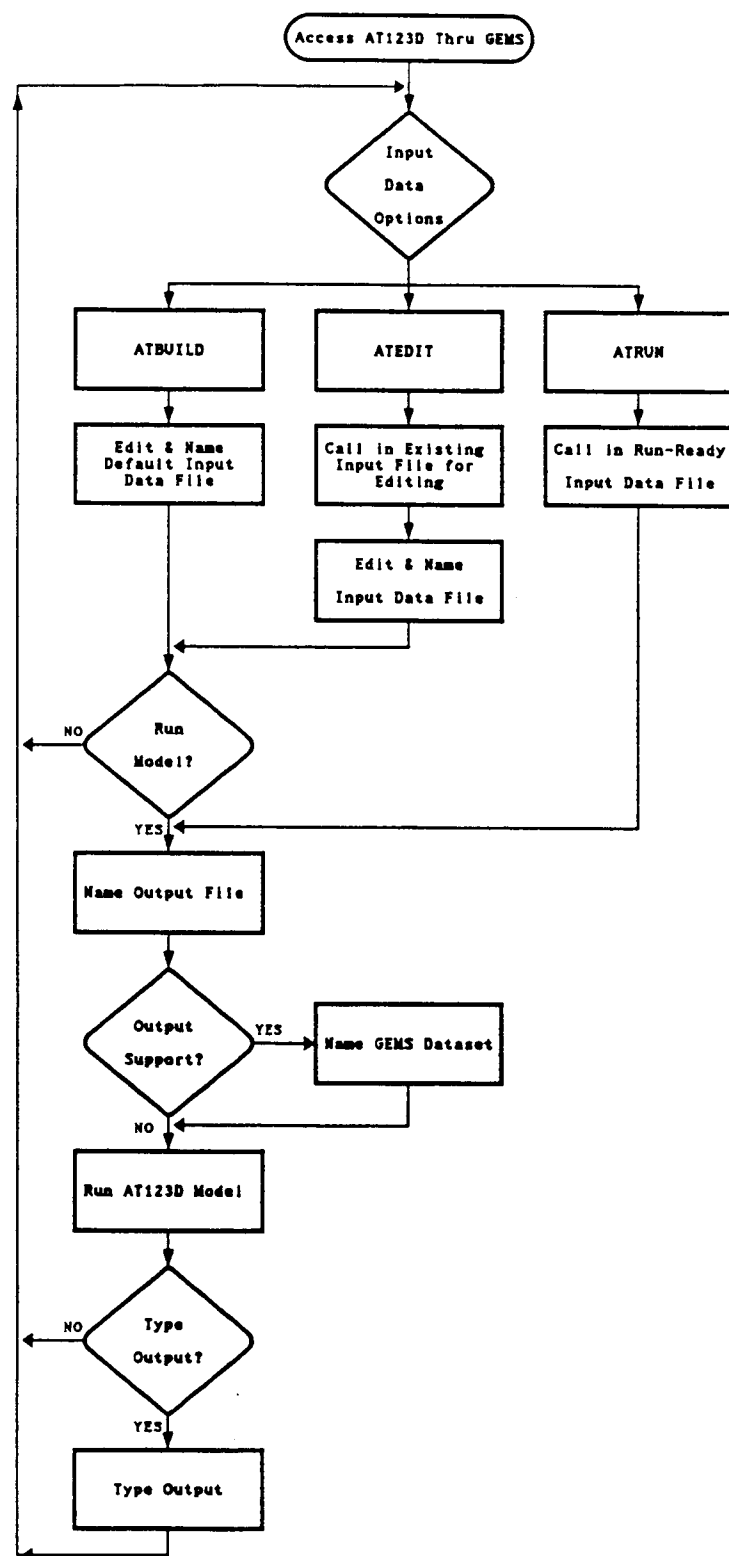 Access AT123D Thru GEMS
Input
Data
Options
ATBUILD
ATEDIT
ATRUN
Edit & Name
Default Input
Data File
Call in Existing
Input File for
Editing
Call in Run-Ready
Input Data File
Edit & Name
Input Data File
Run
Model?
NO
YES
Name Output File
Output
Support?
YES
Name GEMS Dataset
NO
Run AT123D Model
Type
Output?
NO
YES
Type Output